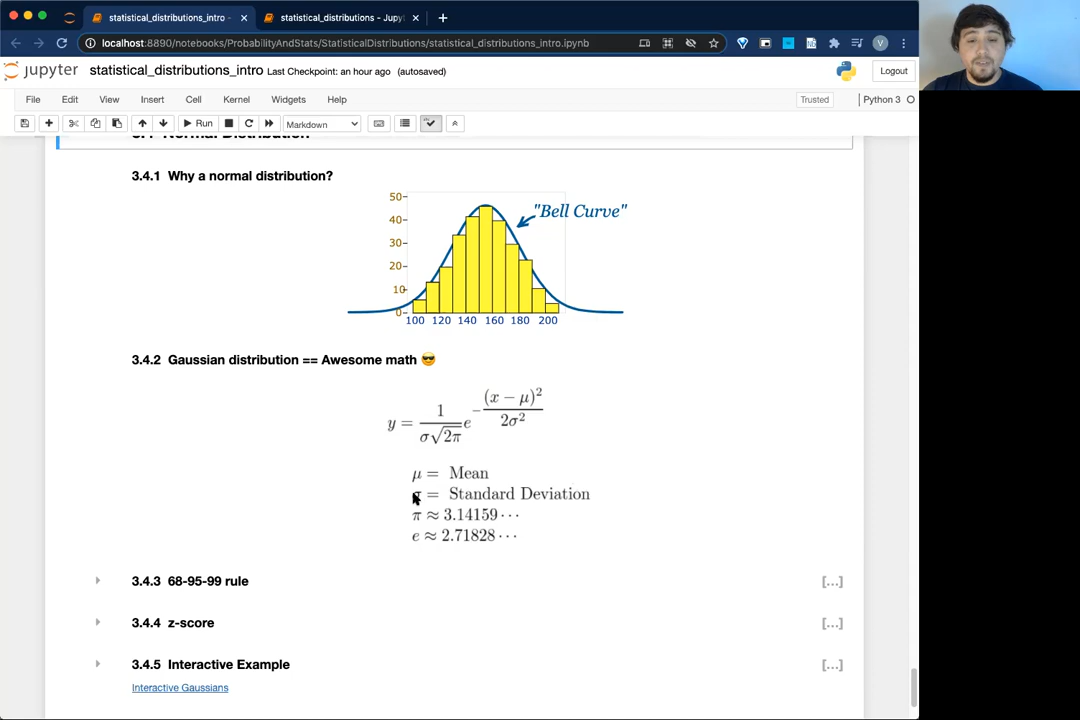 statistical_distributions_intro -
statistical_distributions - Jupyt
localhost:8890/notebooks/ProbabilityAndStats/StatisticalDistributions/statistical_distributions_intro.ipynb
V
jupyter statistical_distributions_intro Last Checkpoint: an hour ago (autosaved)
Logout
File Edit View Insert Cell Kernel Widgets Help
Trusted Python 3
Run Markdown
3.4 Normal Distribution
3.4.1 Why a normal distribution?
50
40
30
20
10
0
100 120 140 160 180 200
"Bell Curve"
3.4.2 Gaussian distribution == Awesome math 😎
y = 1/(σ√2π) e^−(x − μ)²/2σ²
μ = Mean
σ = Standard Deviation
π ≈ 3.14159···
e ≈ 2.71828···
3.4.3 68-95-99 rule [...]
3.4.4 z-score [...]
3.4.5 Interactive Example [...]
Interactive Gaussians